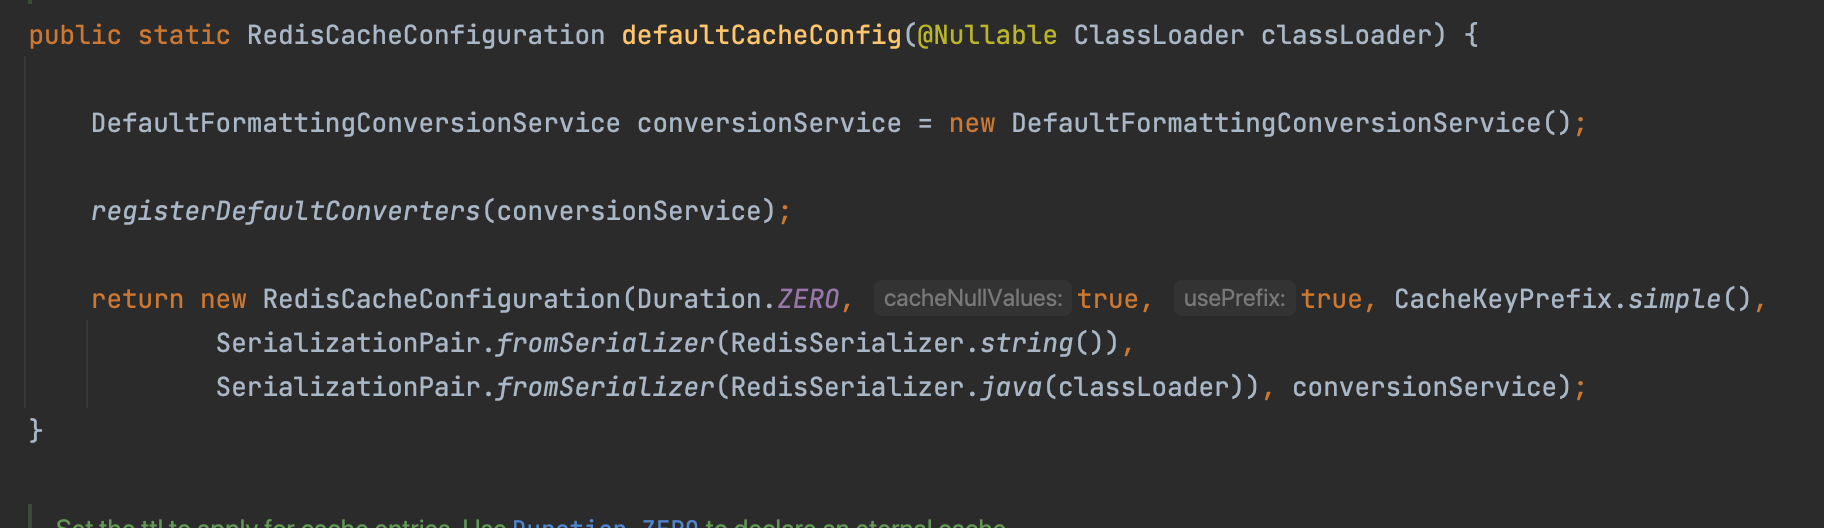 public static RedisCacheConfiguration defaultCacheConfig(@Nullable ClassLoader classLoader) {
DefaultFormattingConversionService conversionService = new DefaultFormattingConversionService();
registerDefaultConverters(conversionService);
return new RedisCacheConfiguration(Duration.ZERO, cacheNullValues: true, usePrefix: true, CacheKeyPrefix.simple(),
SerializationPair.fromSerializer(RedisSerializer.string()),
SerializationPair.fromSerializer(RedisSerializer.java(classLoader)), conversionService);
}
Set the ttl to apply for cache entries. Use Duration.ZERO to declare an eternal cache.